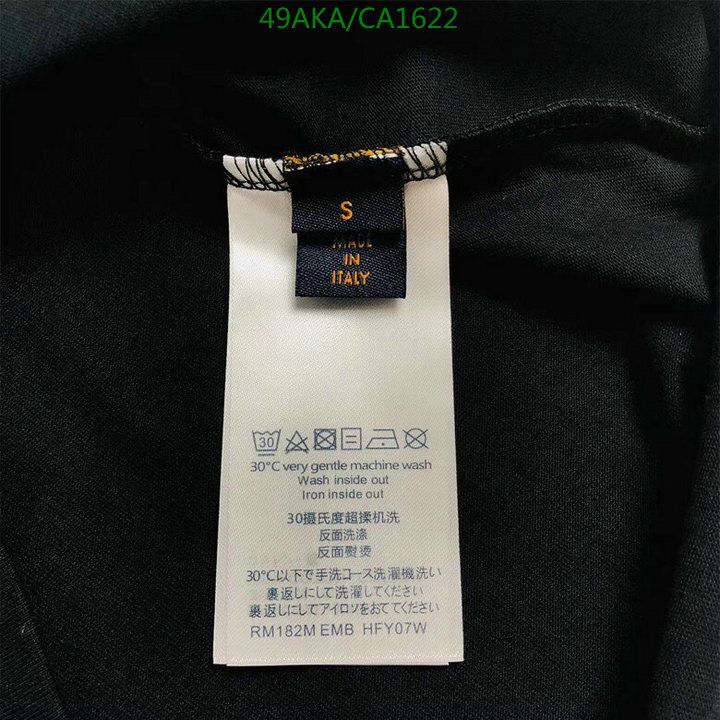 49AKA/CA1622
S
MADE
IN
ITALY
30
30°C very gentle machine wash
Wash inside out
Iron inside out
30摄氏度超揉机洗
反面洗涤
反面熨烫
30℃以下で手洗コース洗濯機洗い
裏返しにして洗濯してください
裏返しにしてアイロンをおててください
RM182M EMB HFY07W